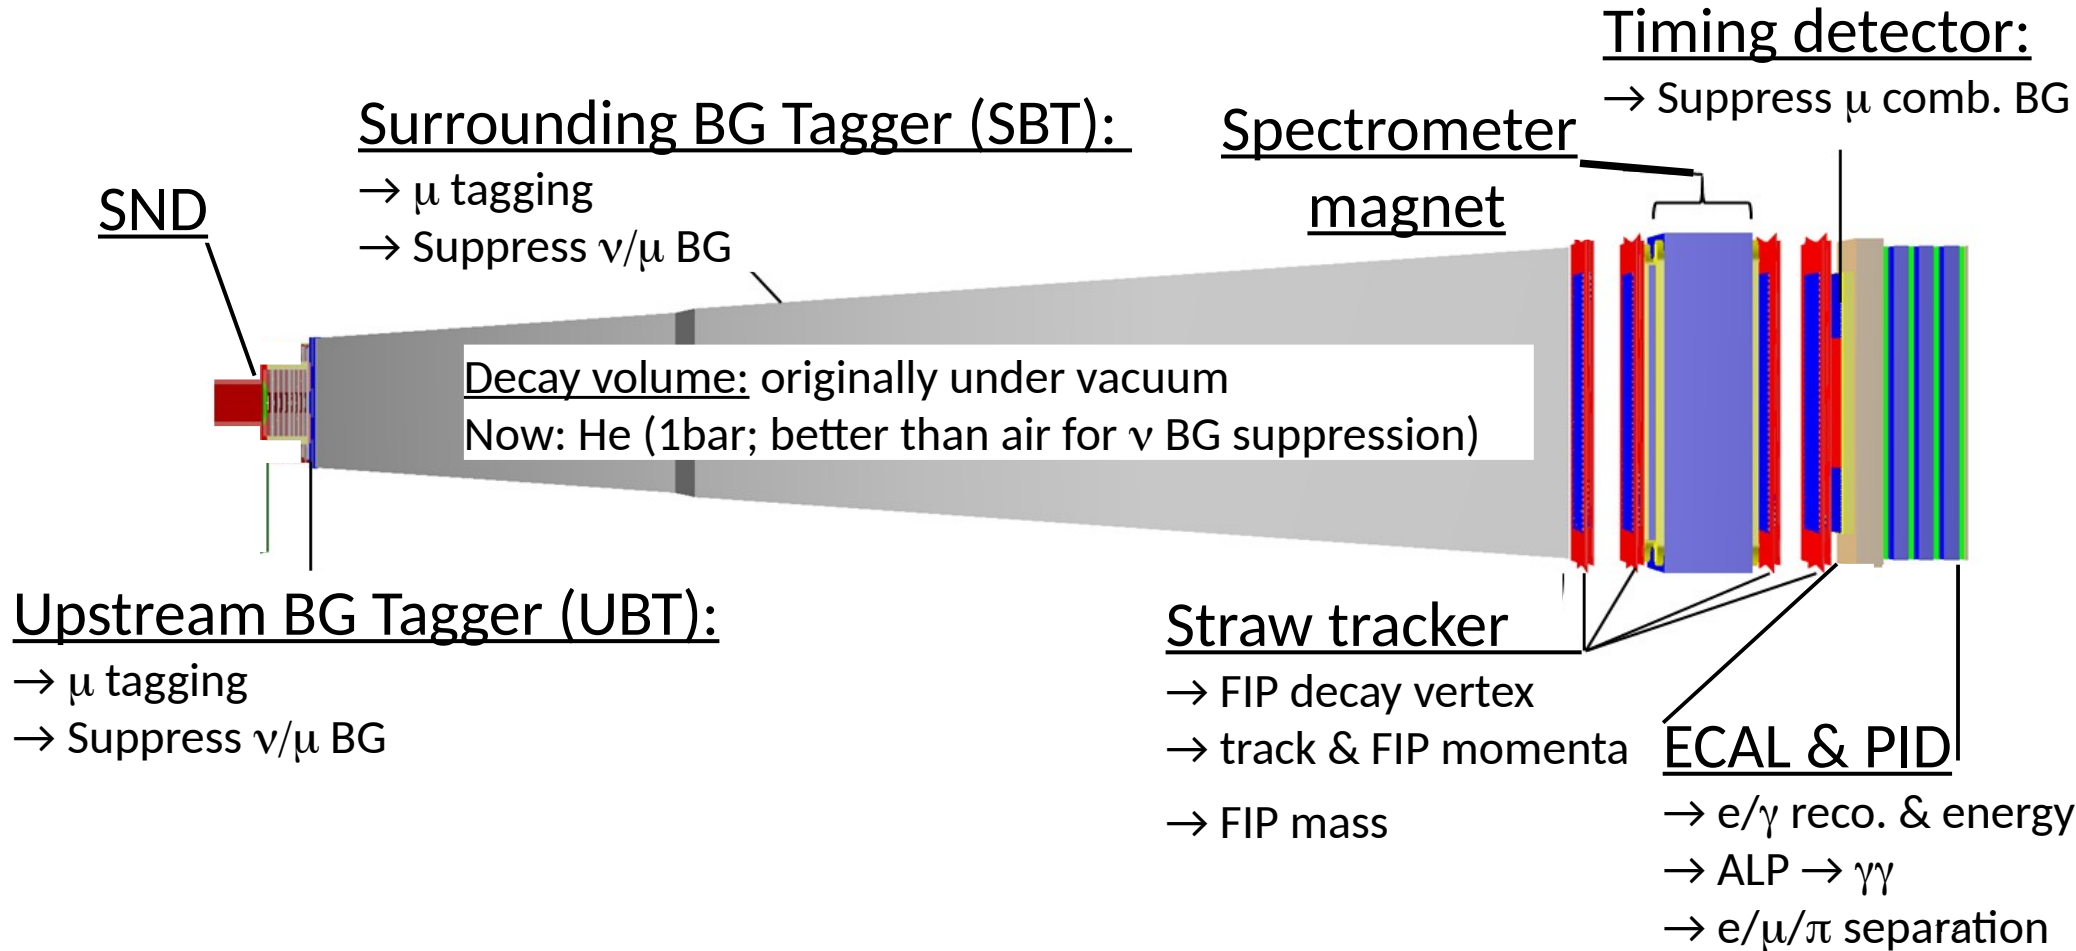 Timing detector:
→ Suppress μ comb. BG
Surrounding BG Tagger (SBT):
→ μ tagging
→ Suppress ν/μ BG
Spectrometer
magnet
SND
Decay volume: originally under vacuum
Now: He (1bar; better than air for ν BG suppression)
Upstream BG Tagger (UBT):
→ μ tagging
→ Suppress ν/μ BG
Straw tracker
→ FIP decay vertex
→ track & FIP momenta
→ FIP mass
ECAL & PID
→ e/γ reco. & energy
→ ALP → γγ
→ e/μ/π separation